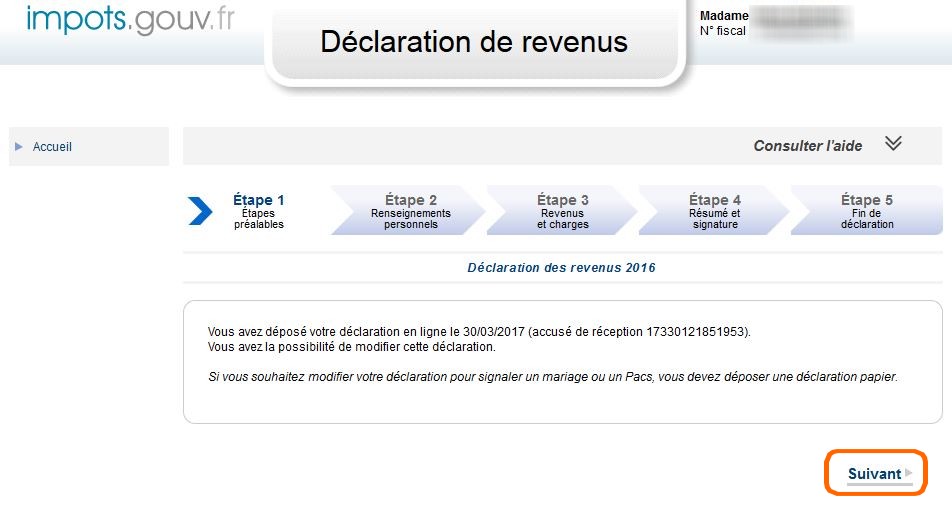 impots.gouv.fr
Déclaration de revenus
Madame
N° fiscal
Accueil
Consulter l'aide
Étape 1
Étapes
préalables
Étape 2
Renseignements
personnels
Étape 3
Revenus
et charges
Étape 4
Résumé et
signature
Étape 5
Fin de
déclaration
Déclaration des revenus 2016
Vous avez déposé votre déclaration en ligne le 30/03/2017 (accusé de réception 17330121851953).
Vous avez la possibilité de modifier cette déclaration.
Si vous souhaitez modifier votre déclaration pour signaler un mariage ou un Pacs, vous devez déposer une déclaration papier.
Suivant